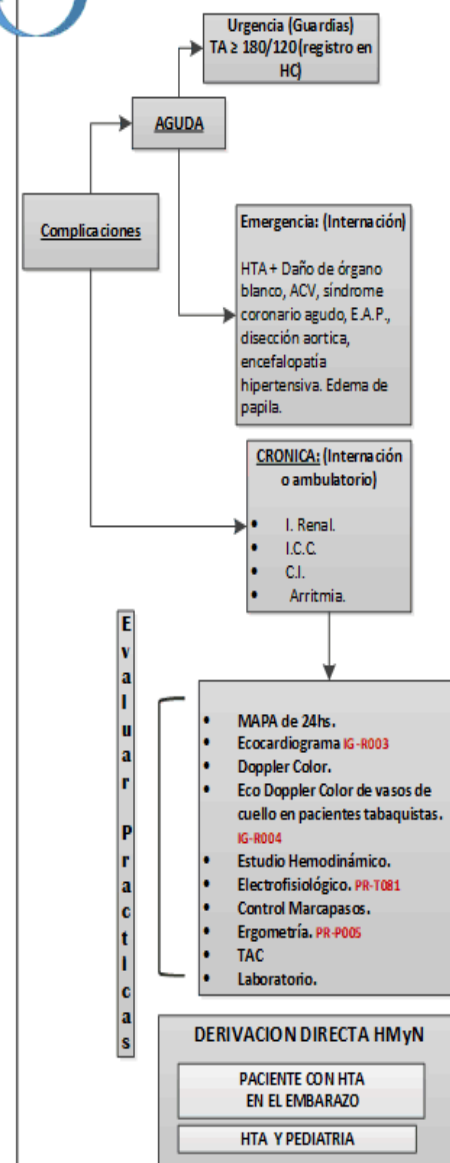 Urgencia (Guardias)
TA ≥ 180/120(registro en
HC)
AGUDA
Complicaciones
Emergencia: (Internación)
HTA + Daño de órgano
blanco, ACV, síndrome
coronario agudo, E.A.P.,
disección aortica,
encefalopatía
hipertensiva. Edema de
papila.
CRONICA: (Internación
o ambulatorio)
• I. Renal.
• I.C.C.
• C.I.
• Arritmia.
Evaluar Practicas
• MAPA de 24hs.
• Ecocardiograma IG-R003
• Doppler Color.
• Eco Doppler Color de vasos de
cuello en pacientes tabaquistas.
IG-R004
• Estudio Hemodinámico.
• Electrofisiológico. PR-T081
• Control Marcapasos.
• Ergometría. PR-P005
• TAC
• Laboratorio.
DERIVACION DIRECTA HMyN
PACIENTE CON HTA
EN EL EMBARAZO
HTA Y PEDIATRIA